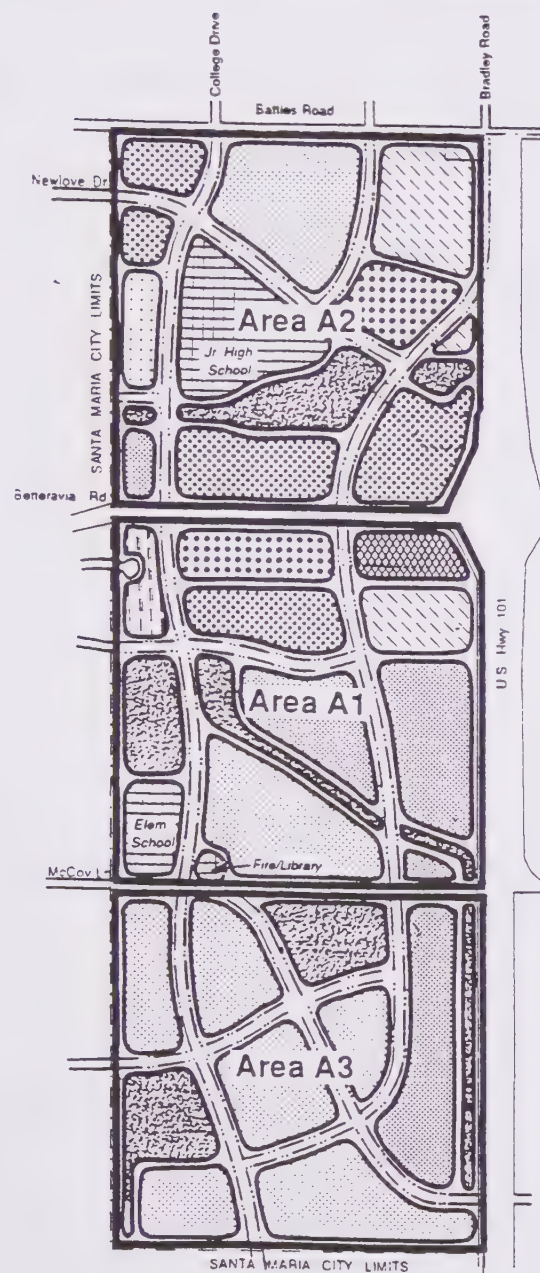 College Drive
Bradley Road
Battles Road
Newlove Dr
SANTA MARIA CITY LIMITS
Area A2
Jr High
School
Betteravia Rd
U S Hwy 101
Area A1
Elem
School
Fire/Library
McCoy L
Area A3
SANTA MARIA CITY LIMITS